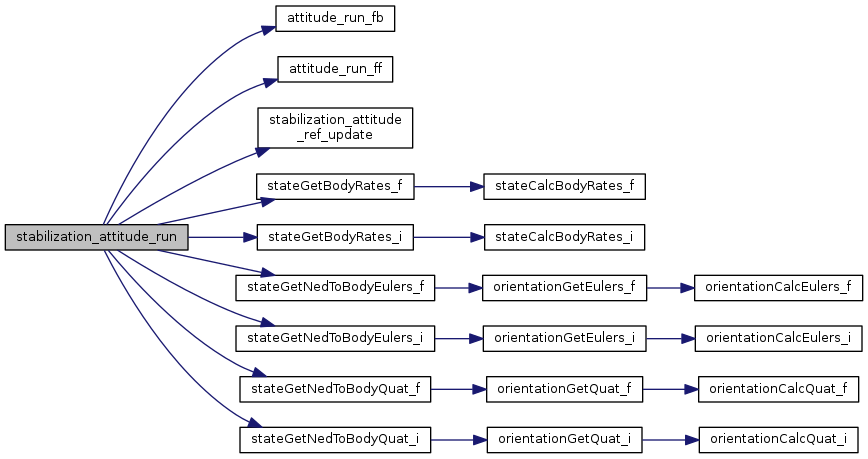 attitude_run_fb
attitude_run_ff
stabilization_attitude
_ref_update
stateGetBodyRates_f
stateCalcBodyRates_f
stabilization_attitude_run
stateGetBodyRates_i
stateCalcBodyRates_i
stateGetNedToBodyEulers_f
orientationGetEulers_f
orientationCalcEulers_f
stateGetNedToBodyEulers_i
orientationGetEulers_i
orientationCalcEulers_i
stateGetNedToBodyQuat_f
orientationGetQuat_f
orientationCalcQuat_f
stateGetNedToBodyQuat_i
orientationGetQuat_i
orientationCalcQuat_i